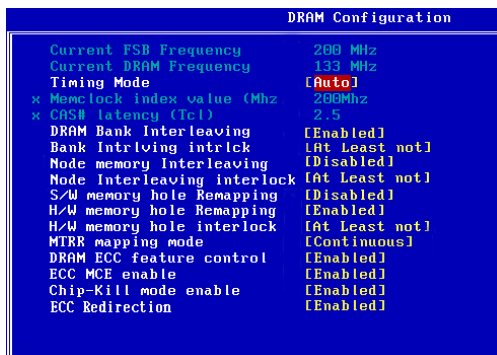 DRAM Configuration
Current FSB Frequency 200 MHz
Current DRAM Frequency 133 MHz
Timing Mode [Auto]
x Memclock index value (Mhz 200Mhz
x CAS# latency (Tcl) 2.5
DRAM Bank Interleaving [Enabled]
Bank Intrlving intrlck [At Least not]
Node memory Interleaving [Disabled]
Node Interleaving interlock [At Least not]
S/W memory hole Remapping [Disabled]
H/W memory hole Remapping [Enabled]
H/W memory hole interlock [At Least not]
MTRR mapping mode [Continuous]
DRAM ECC feature control [Enabled]
ECC MCE enable [Enabled]
Chip-Kill mode enable [Enabled]
ECC Redirection [Enabled]